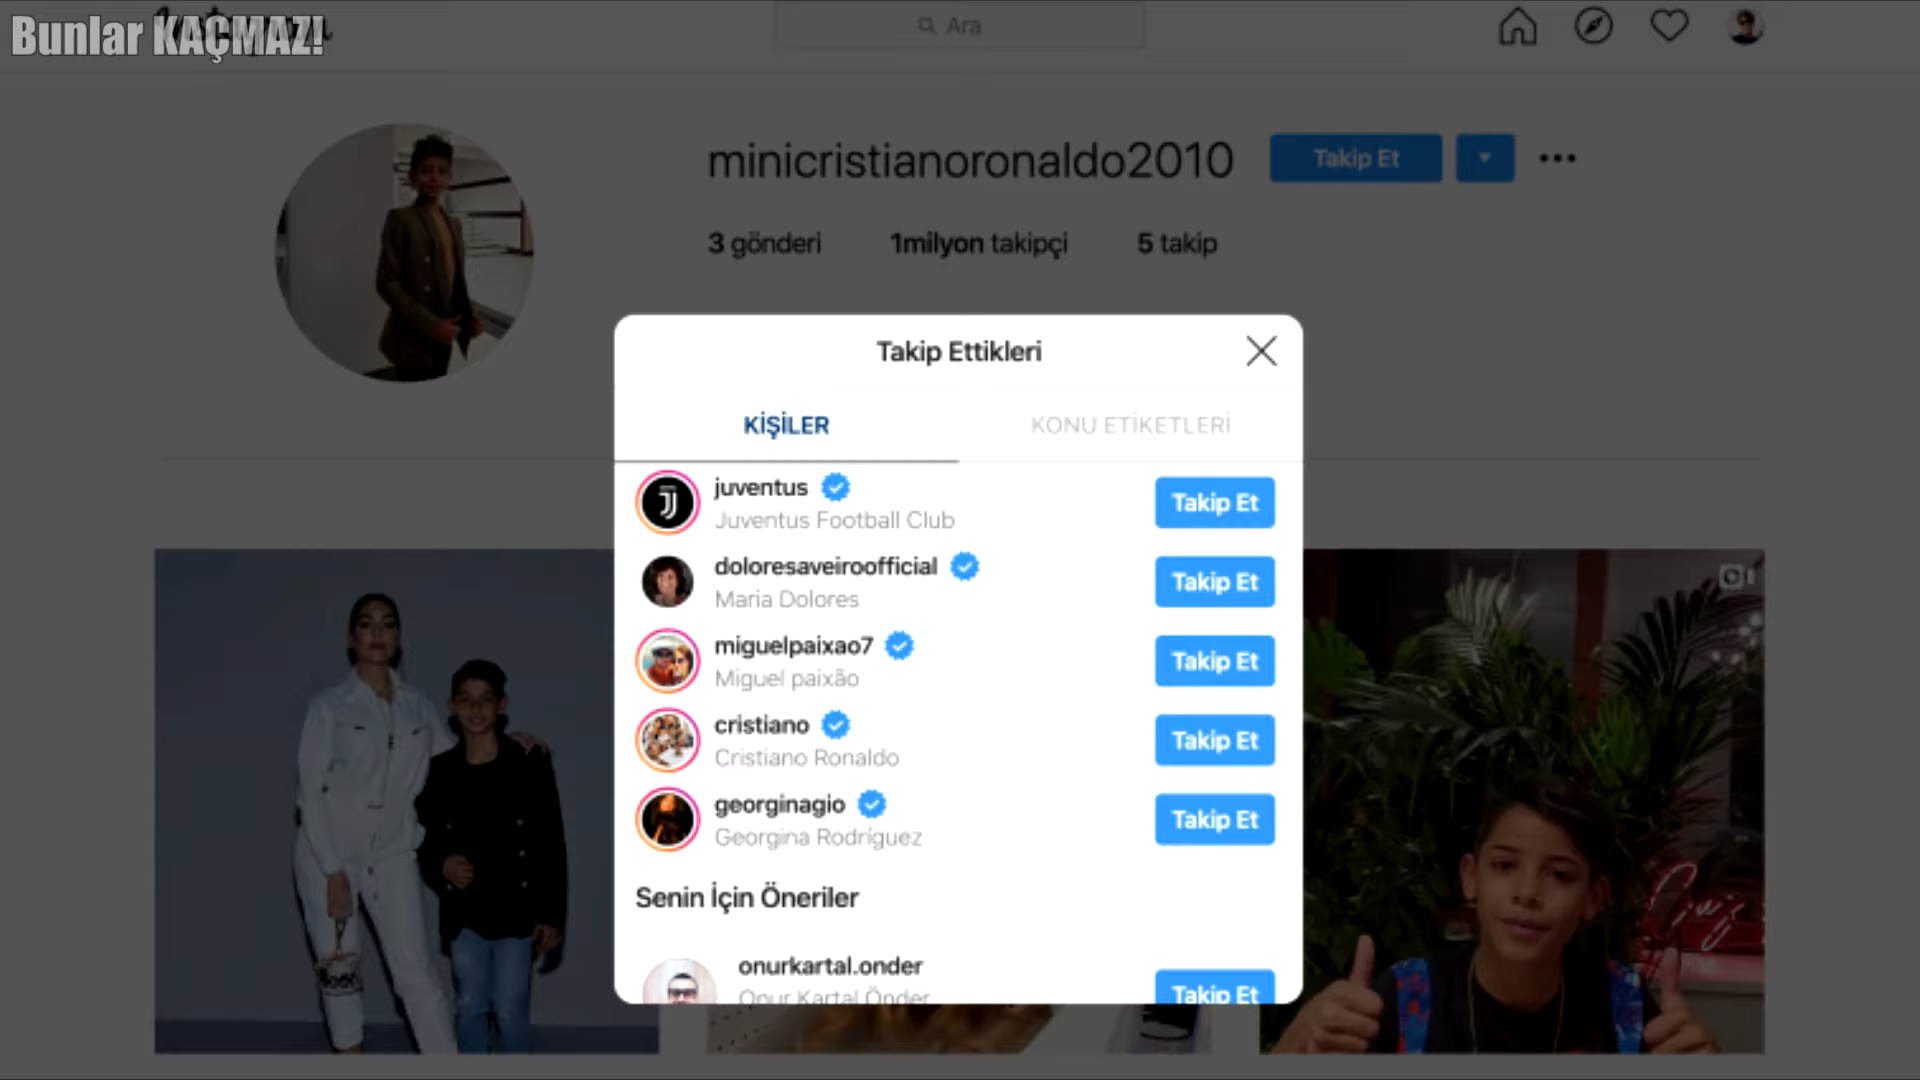 Bunlar KAÇMAZ!
Ara
minicristianoronaldo2010
Takip Et
3 gönderi 1milyon takipçi 5 takip
Takip Ettikleri
KİŞİLER
KONU ETİKETLERİ
juventus
Juventus Football Club
Takip Et
doloresaveiroofficial
Maria Dolores
Takip Et
miguelpaixao7
Miguel paixão
Takip Et
cristiano
Cristiano Ronaldo
Takip Et
georginagio
Georgina Rodríguez
Takip Et
Senin İçin Öneriler
onurkartal.onder
Onur Kartal Önder
Takip Et